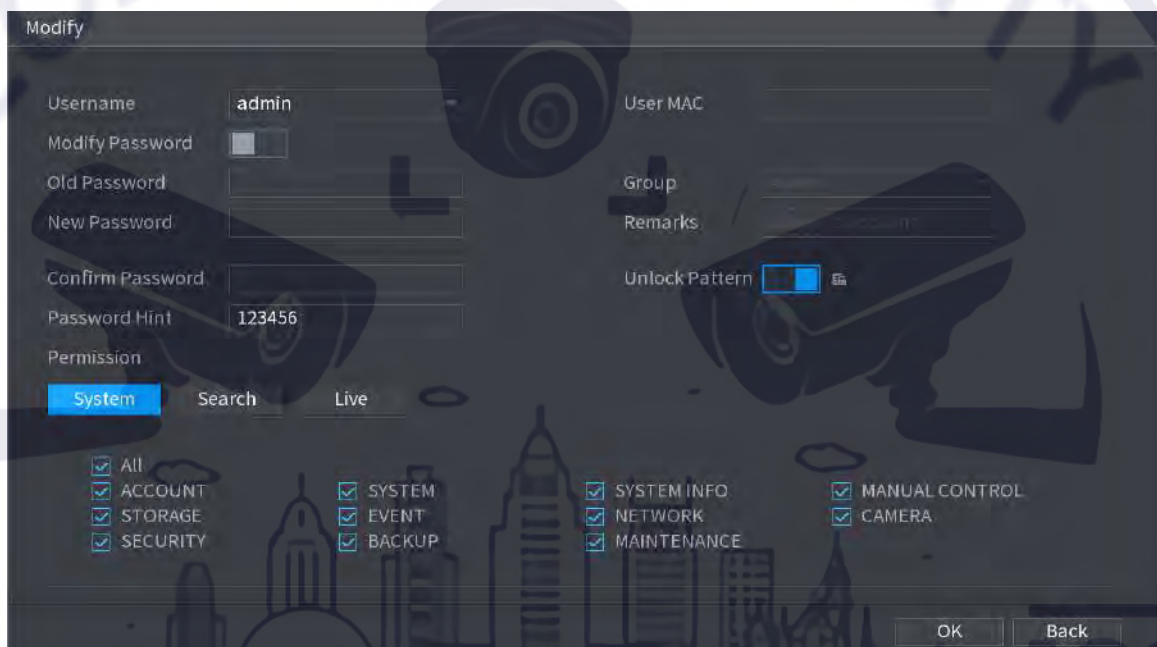 Modify
Username admin User MAC
Modify Password
Old Password Group
New Password Remarks
Confirm Password Unlock Pattern
Password Hint 123456
Permission
System Search Live
All
ACCOUNT SYSTEM SYSTEM INFO MANUAL CONTROL
STORAGE EVENT NETWORK CAMERA
SECURITY BACKUP MAINTENANCE
OK Back